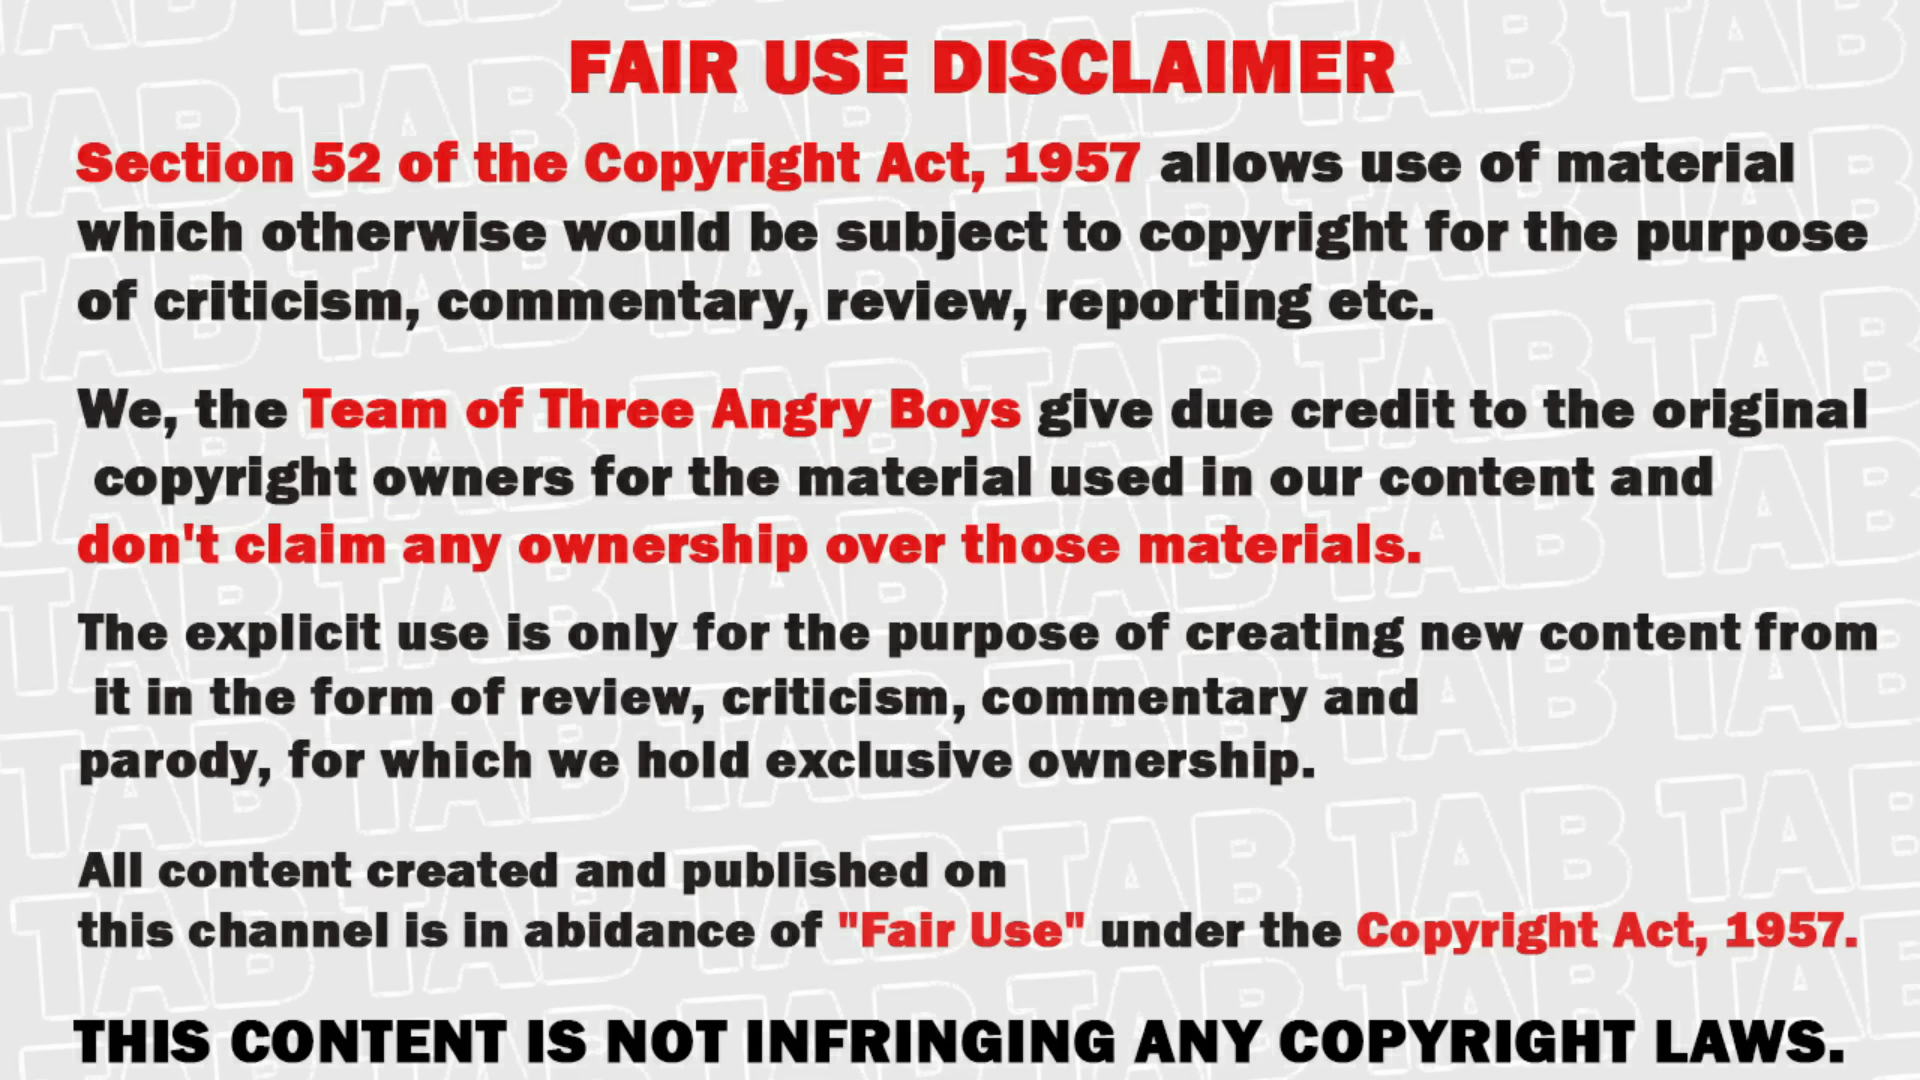 FAIR USE DISCLAIMER
Section 52 of the Copyright Act, 1957 allows use of material
which otherwise would be subject to copyright for the purpose
of criticism, commentary, review, reporting etc.
We, the Team of Three Angry Boys give due credit to the original
copyright owners for the material used in our content and
don't claim any ownership over those materials.
The explicit use is only for the purpose of creating new content from
it in the form of review, criticism, commentary and
parody, for which we hold exclusive ownership.
All content created and published on
this channel is in abidance of "Fair Use" under the Copyright Act, 1957.
THIS CONTENT IS NOT INFRINGING ANY COPYRIGHT LAWS.